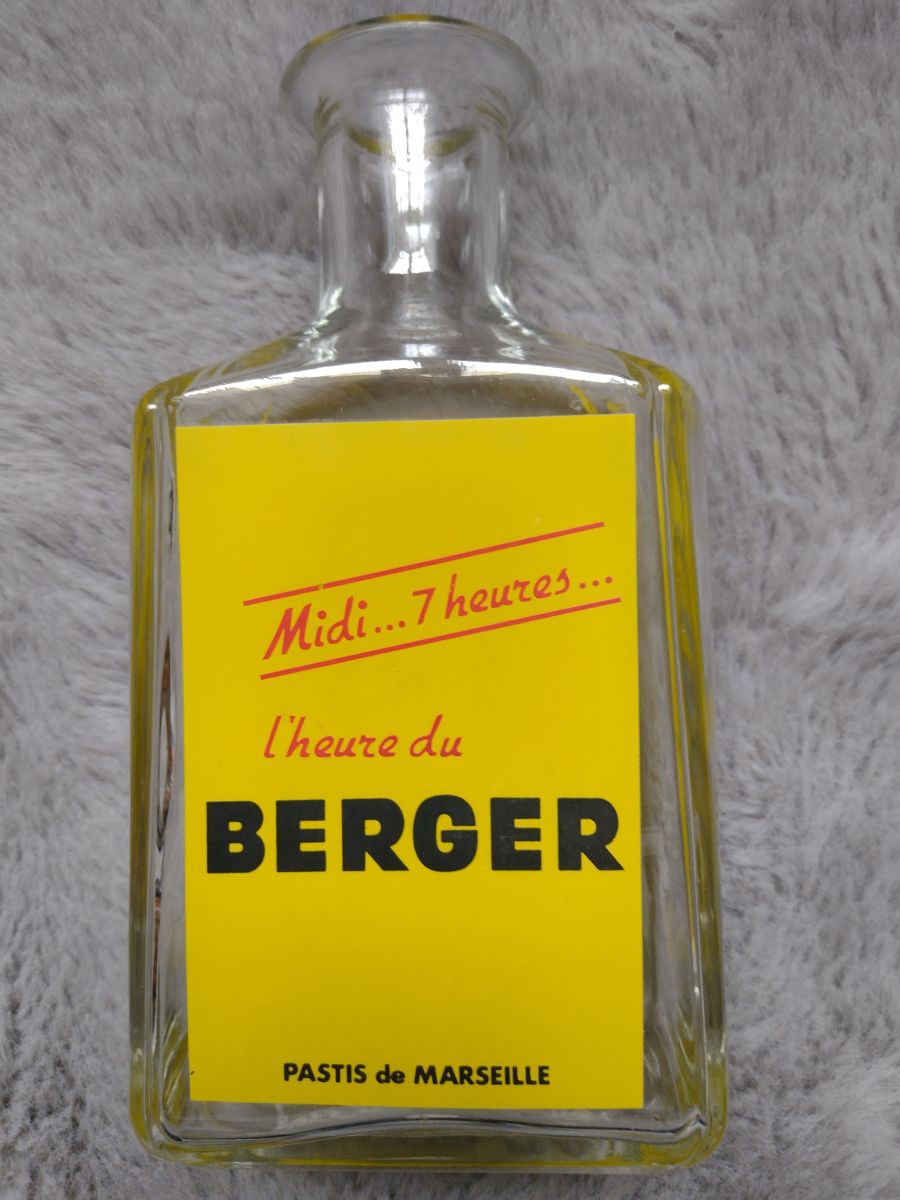 Midi...7 heures...
l'heure du
BERGER
PASTIS de MARSEILLE